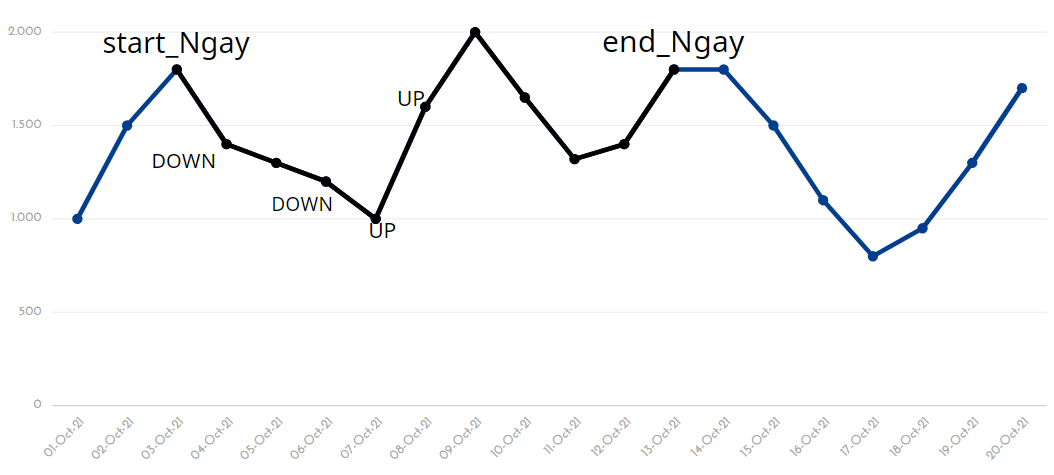 2.000
start_Ngay
end_Ngay
UP
1.500
DOWN
DOWN
1.000
UP
500
0
01-Oct-21
02-Oct-21
03-Oct-21
04-Oct-21
05-Oct-21
06-Oct-21
07-Oct-21
08-Oct-21
09-Oct-21
10-Oct-21
11-Oct-21
12-Oct-21
13-Oct-21
14-Oct-21
15-Oct-21
16-Oct-21
17-Oct-21
18-Oct-21
19-Oct-21
20-Oct-21